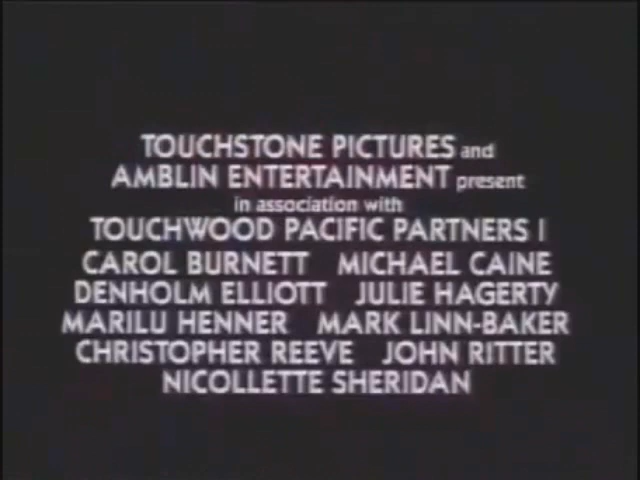 TOUCHSTONE PICTURES and
AMBLIN ENTERTAINMENT present
in association with
TOUCHWOOD PACIFIC PARTNERS I
CAROL BURNETT MICHAEL CAINE
DENHOLM ELLIOTT JULIE HAGERTY
MARILU HENNER MARK LINN-BAKER
CHRISTOPHER REEVE JOHN RITTER
NICOLLETTE SHERIDAN